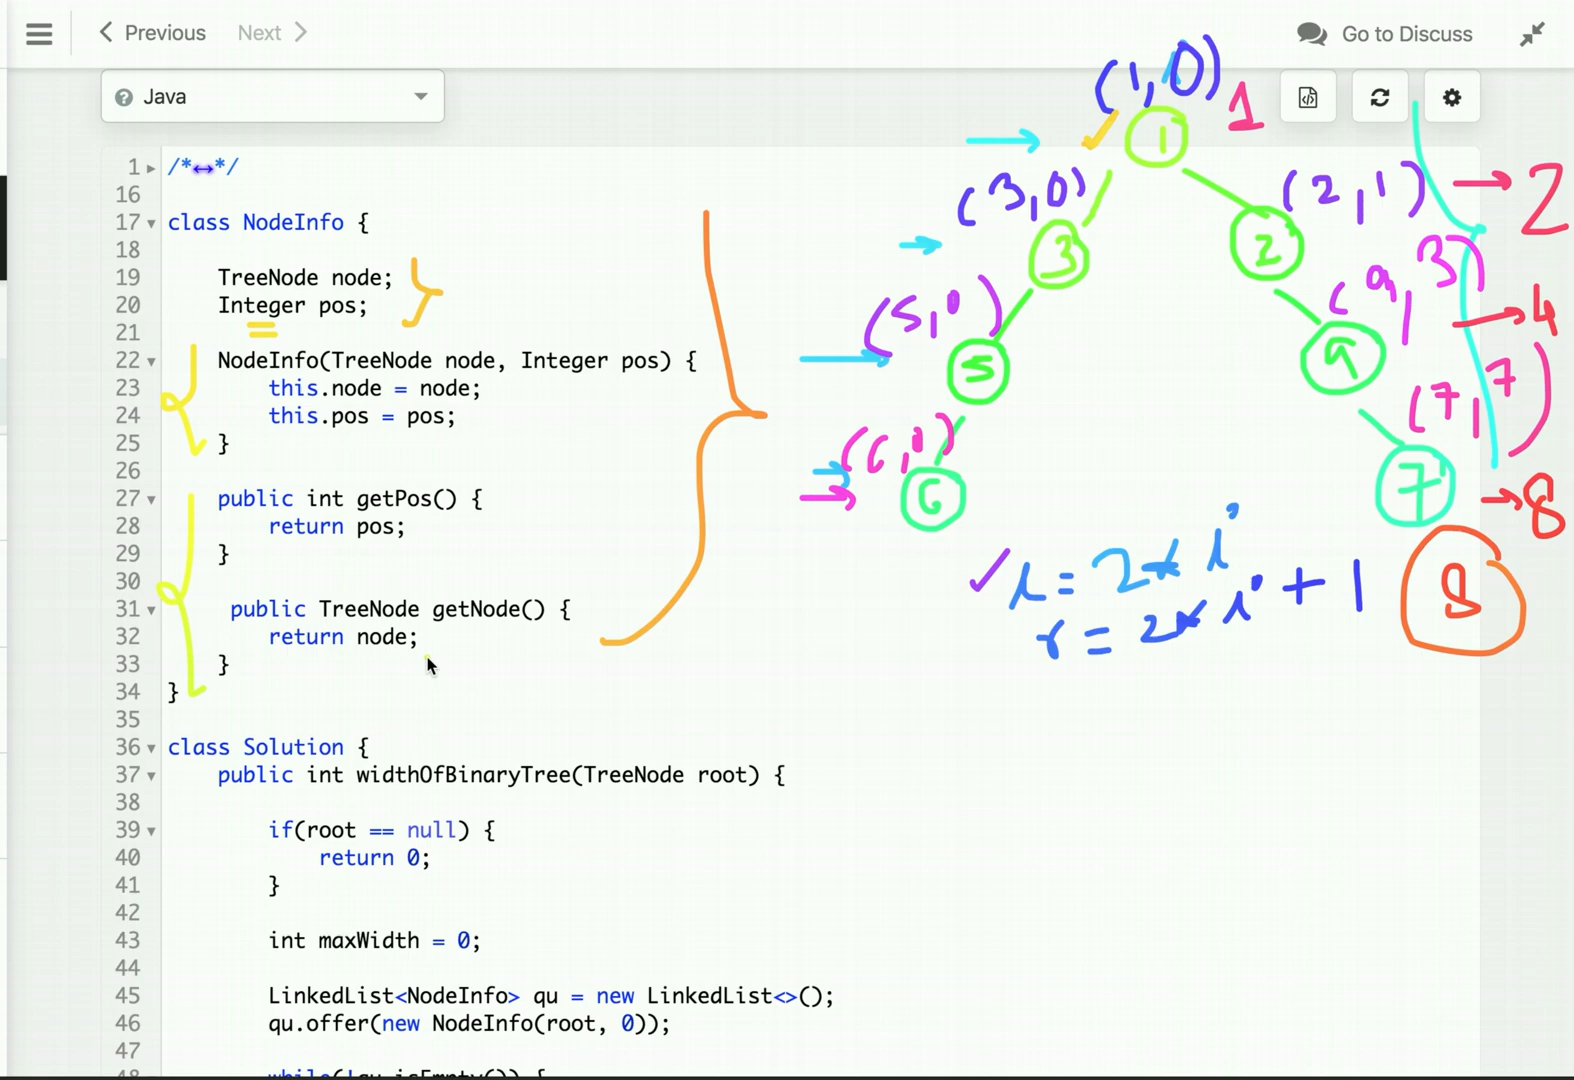 Previous Next Go to Discuss
Java
(1,0)
1
1
(3,0)
(2,1) → 2
3
2
(5,0)
(9,3)
→ 4
5
9
(7,7)
(6,0)
6
7
→ 8
l = 2 * i
r = 2 * i + 1
8
1 /*↔*/
16
17 class NodeInfo {
18
19 TreeNode node;
20 Integer pos;
21
22 NodeInfo(TreeNode node, Integer pos) {
23 this.node = node;
24 this.pos = pos;
25 }
26
27 public int getPos() {
28 return pos;
29 }
30
31 public TreeNode getNode() {
32 return node;
33 }
34 }
35
36 class Solution {
37 public int widthOfBinaryTree(TreeNode root) {
38
39 if(root == null) {
40 return 0;
41 }
42
43 int maxWidth = 0;
44
45 LinkedList<NodeInfo> qu = new LinkedList<>();
46 qu.offer(new NodeInfo(root, 0));
47
48 while(!qu.isEmpty()) {